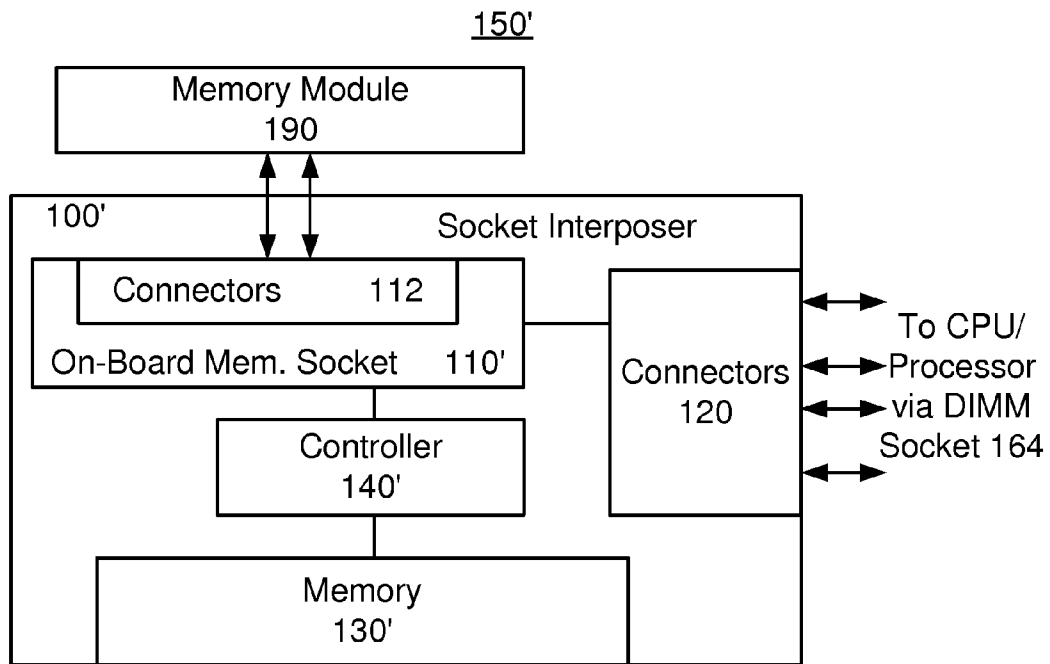 150'
Memory Module
190
100'
Socket Interposer
Connectors 112
On-Board Mem. Socket 110'
Connectors
120
To CPU/
Processor
via DIMM
Socket 164
Controller
140'
Memory
130'